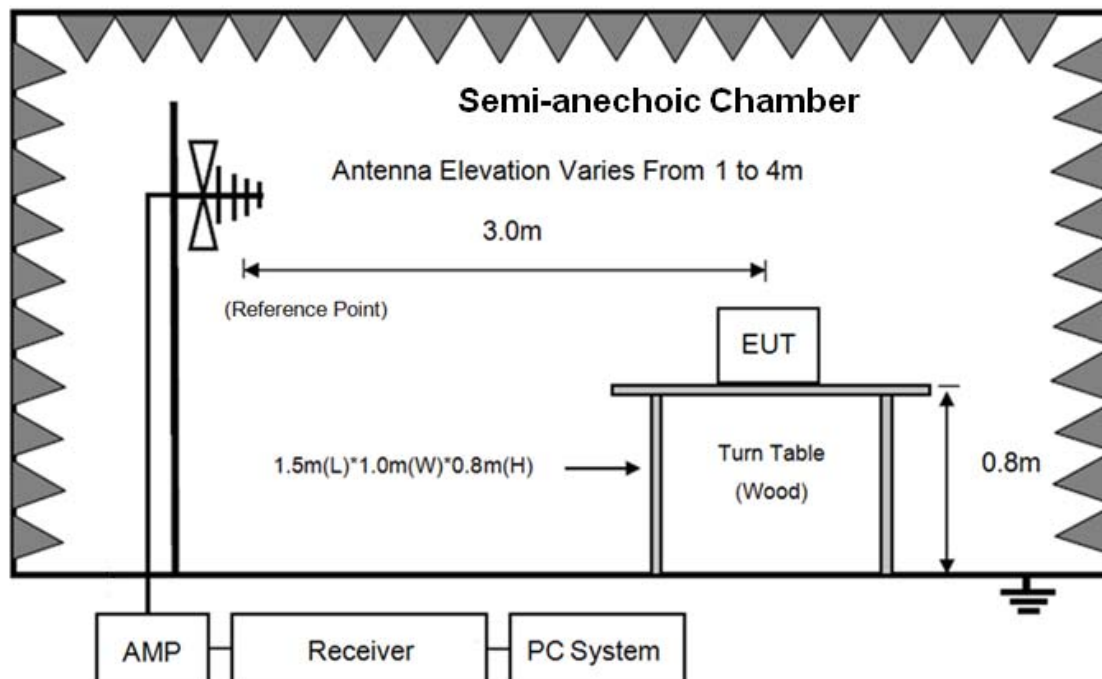 Semi-anechoic Chamber
Antenna Elevation Varies From 1 to 4m
3.0m
(Reference Point)
EUT
1.5m(L)*1.0m(W)*0.8m(H)
Turn Table
(Wood)
0.8m
AMP
Receiver
PC System